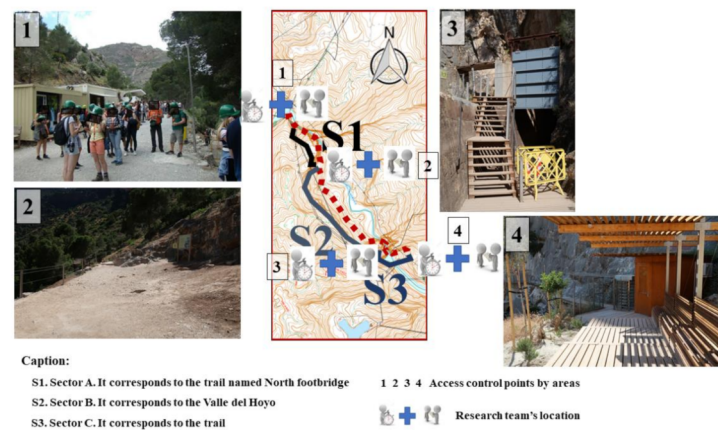 1
3
N
1
S1
2
2
4
S2
3
4
S3
Caption:
S1. Sector A. It corresponds to the trail named North footbridge
S2. Sector B. It corresponds to the Valle del Hoyo
S3. Sector C. It corresponds to the trail
1 2 3 4 Access control points by areas
Research team's location